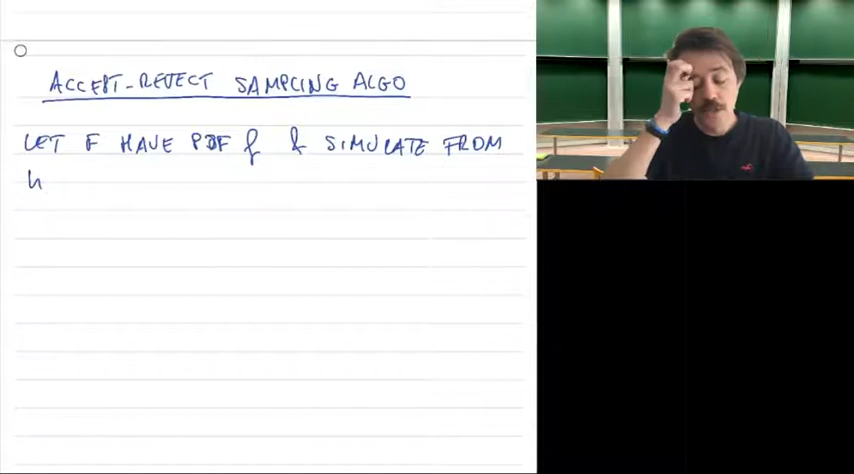 ACCEPT-REJECT SAMPLING ALGO
LET F HAVE PDF f & SIMULATE FROM
h